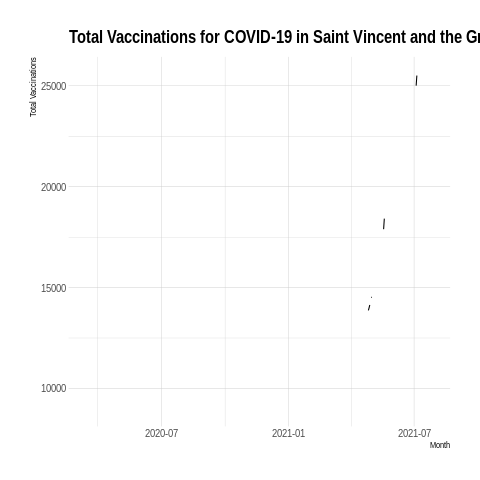 Total Vaccinations for COVID-19 in Saint Vincent and the Gr
Total Vaccinations
25000
20000
15000
10000
2020-07
2021-01
2021-07
Month